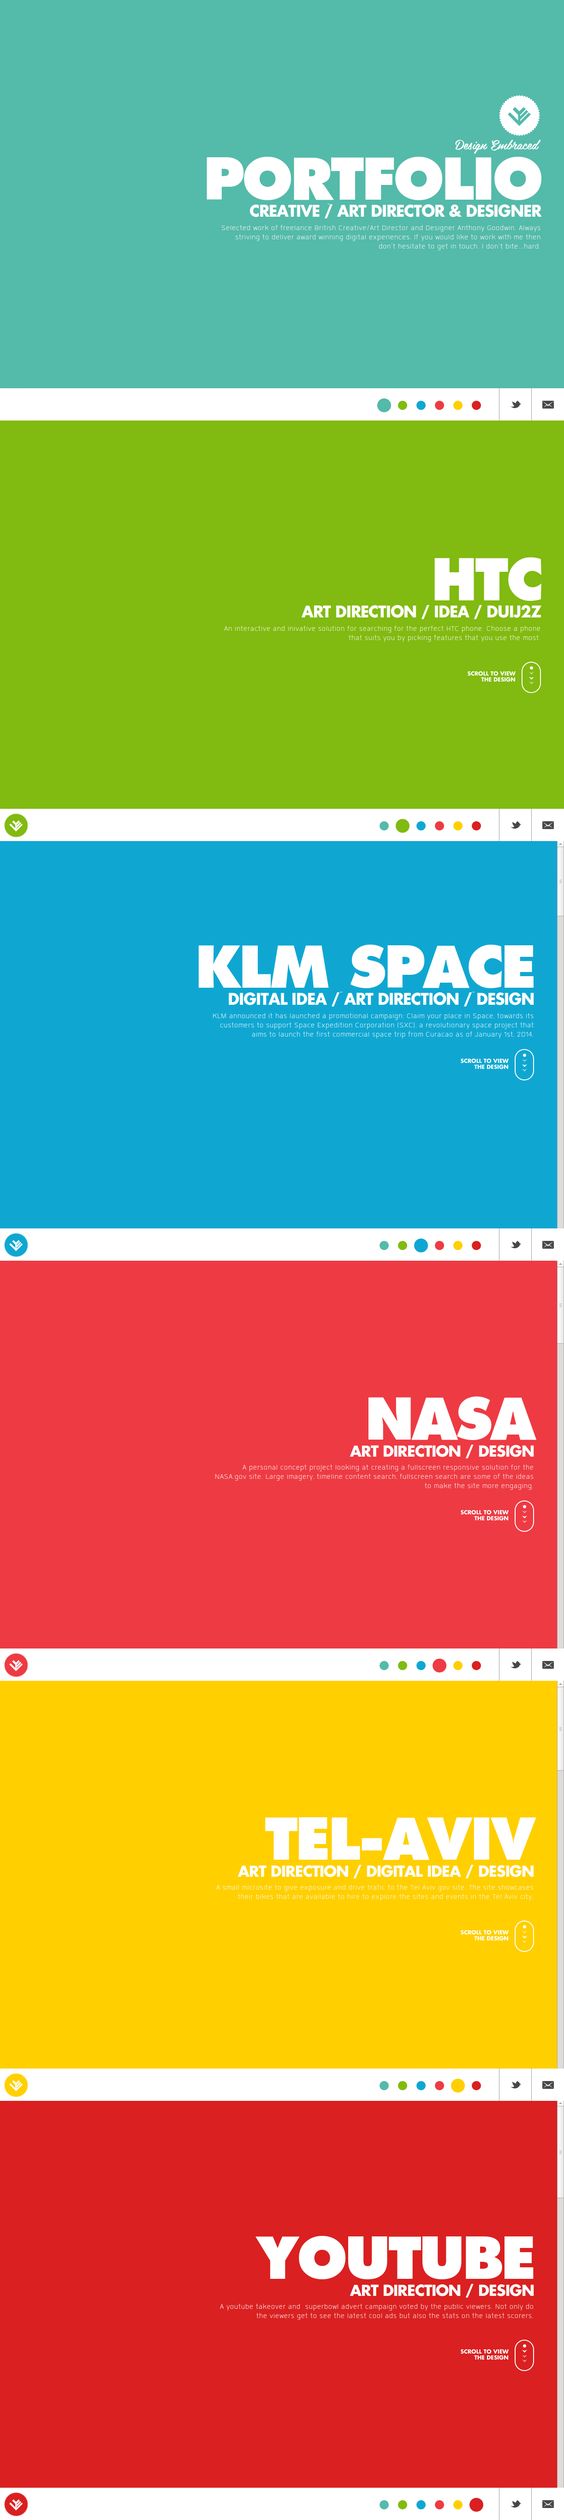 Design Embraced
PORTFOLIO
CREATIVE / ART DIRECTOR & DESIGNER
Selected work of freelance British Creative/Art Director and Designer Anthony Goodwin. Always
striving to deliver award winning digital experiences. If you would like to work with me then
don't hesitate to get in touch. I don't bite...hard.
HTC
ART DIRECTION / IDEA / DUIJ2Z
An interactive and inivative solution for searching for the perfect HTC phone. Choose a phone
that suits you by picking features that you use the most.
SCROLL TO VIEW
THE DESIGN
KLM SPACE
DIGITAL IDEA / ART DIRECTION / DESIGN
KLM announced it has launched a promotional campaign: Claim your place in Space, towards its
customers to support Space Expedition Corporation (SXC), a revolutionary space project that
aims to launch the first commercial space trip from Curacao as of January 1st, 2014.
SCROLL TO VIEW
THE DESIGN
NASA
ART DIRECTION / DESIGN
A personal concept project looking at creating a fullscreen responsive solution for the
NASA.gov site. Large imagery, timeline content search, fullscreen search are some of the ideas
to make the site more engaging.
SCROLL TO VIEW
THE DESIGN
TEL-AVIV
ART DIRECTION / DIGITAL IDEA / DESIGN
A small microsite to give exposure and drive traffic to the Tel Aviv gov site. The site showcases
their bikes that are available to hire to explore the sites and events in the Tel Aviv city.
SCROLL TO VIEW
THE DESIGN
YOUTUBE
ART DIRECTION / DESIGN
A youtube takeover and superbowl advert campaign voted by the public viewers. Not only do
the viewers get to see the latest cool ads but also the stats on the latest scorers.
SCROLL TO VIEW
THE DESIGN